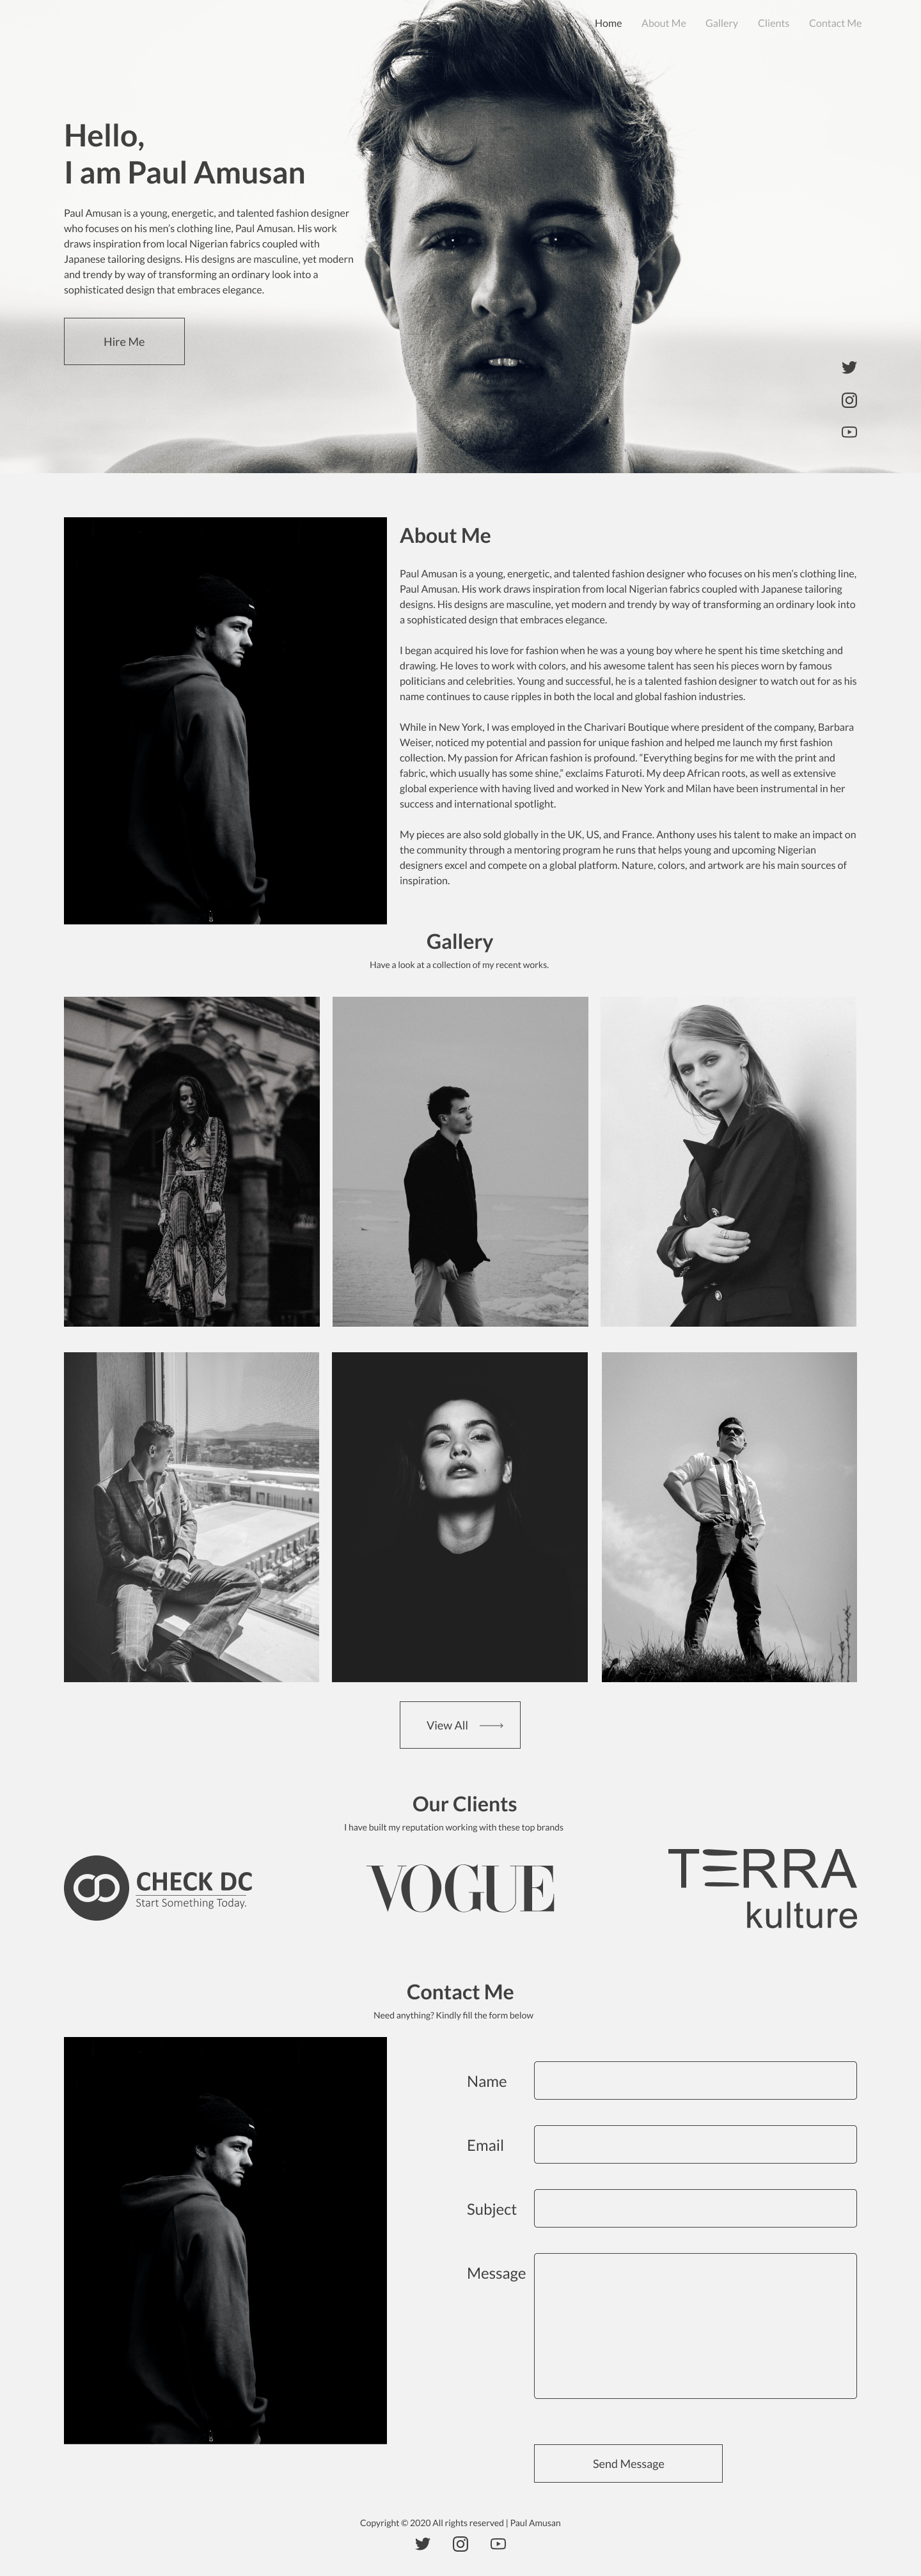 Home About Me Gallery Clients Contact Me
Hello,
I am Paul Amusan
Paul Amusan is a young, energetic, and talented fashion designer
who focuses on his men’s clothing line, Paul Amusan. His work
draws inspiration from local Nigerian fabrics coupled with
Japanese tailoring designs. His designs are masculine, yet modern
and trendy by way of transforming an ordinary look into a
sophisticated design that embraces elegance.
Hire Me
About Me
Paul Amusan is a young, energetic, and talented fashion designer who focuses on his men’s clothing line,
Paul Amusan. His work draws inspiration from local Nigerian fabrics coupled with Japanese tailoring
designs. His designs are masculine, yet modern and trendy by way of transforming an ordinary look into
a sophisticated design that embraces elegance.
I began acquired his love for fashion when he was a young boy where he spent his time sketching and
drawing. He loves to work with colors, and his awesome talent has seen his pieces worn by famous
politicians and celebrities. Young and successful, he is a talented fashion designer to watch out for as his
name continues to cause ripples in both the local and global fashion industries.
While in New York, I was employed in the Charivari Boutique where president of the company, Barbara
Weiser, noticed my potential and passion for unique fashion and helped me launch my first fashion
collection. My passion for African fashion is profound. “Everything begins for me with the print and
fabric, which usually has some shine,” exclaims Faturoti. My deep African roots, as well as extensive
global experience with having lived and worked in New York and Milan have been instrumental in her
success and international spotlight.
My pieces are also sold globally in the UK, US, and France. Anthony uses his talent to make an impact on
the community through a mentoring program he runs that helps young and upcoming Nigerian
designers excel and compete on a global platform. Nature, colors, and artwork are his main sources of
inspiration.
Gallery
Have a look at a collection of my recent works.
View All
Our Clients
I have built my reputation working with these top brands
CHECK DC
Start Something Today.
VOGUE
TERRA
kulture
Contact Me
Need anything? Kindly fill the form below
Name
Email
Subject
Message
Send Message
Copyright © 2020 All rights reserved | Paul Amusan